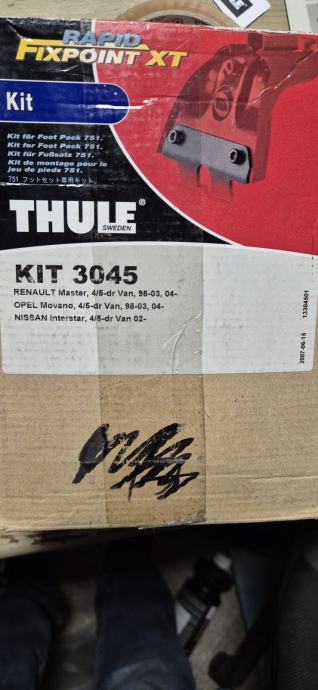 RAPID
FIXPOINT XT
Kit
Kit för Foot Pack 751.
Kit for Foot Pack 751.
Kit für Fußsatz 751.
Kit de montage pour le
jeu de pieds 751.
751 フットセット専用キット
THULE®
SWEDEN
KIT 3045
RENAULT Master, 4/5-dr Van, 98-03, 04-
OPEL Movano, 4/5-dr Van, 98-03, 04-
NISSAN Interstar, 4/5-dr Van 02-
13304501
2007-06-15